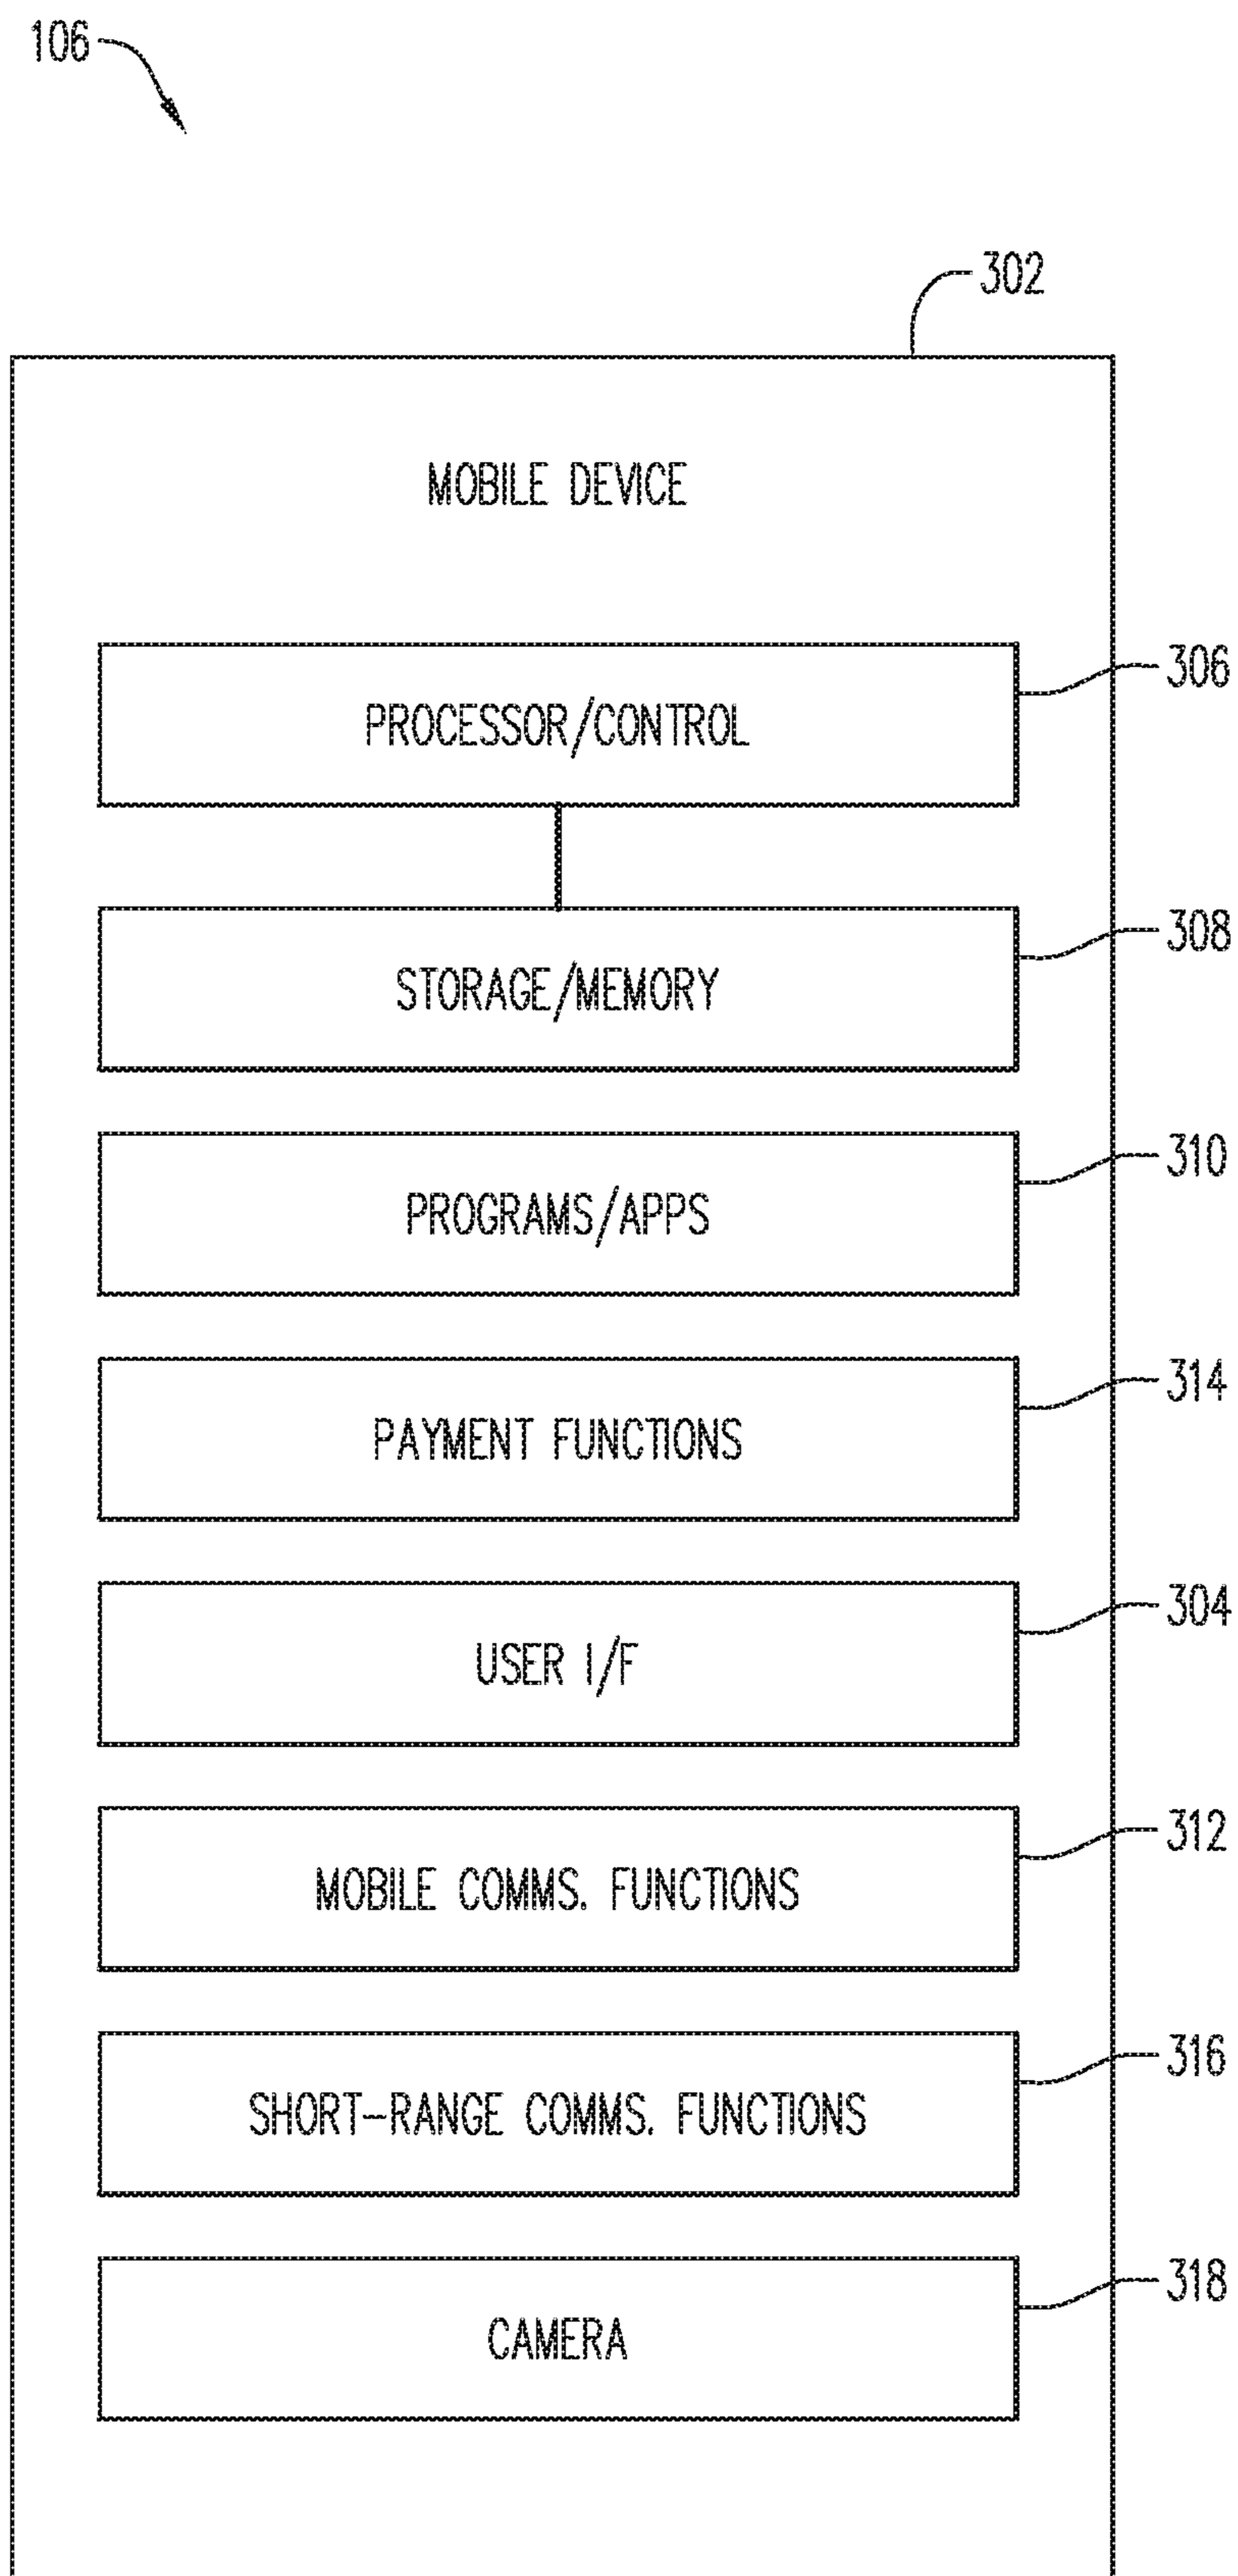 106
302
MOBILE DEVICE
PROCESSOR/CONTROL
306
STORAGE/MEMORY
308
PROGRAMS/APPS
310
PAYMENT FUNCTIONS
314
USER I/F
304
MOBILE COMMS. FUNCTIONS
312
SHORT-RANGE COMMS. FUNCTIONS
316
CAMERA
318